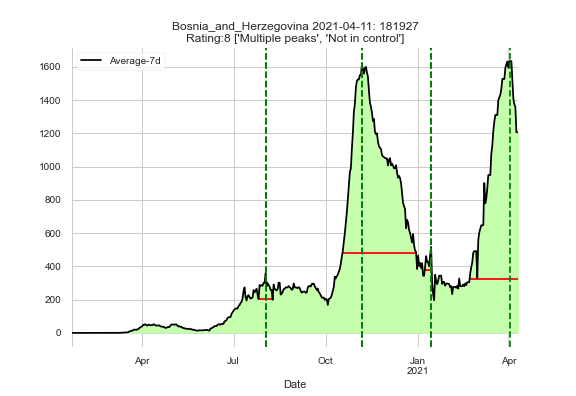 Bosnia_and_Herzegovina 2021-04-11: 181927
Rating:8 ['Multiple peaks', 'Not in control']
Average-7d
1600
1400
1200
1000
800
600
400
200
0
Apr
Jul
Oct
Jan
2021
Apr
Date